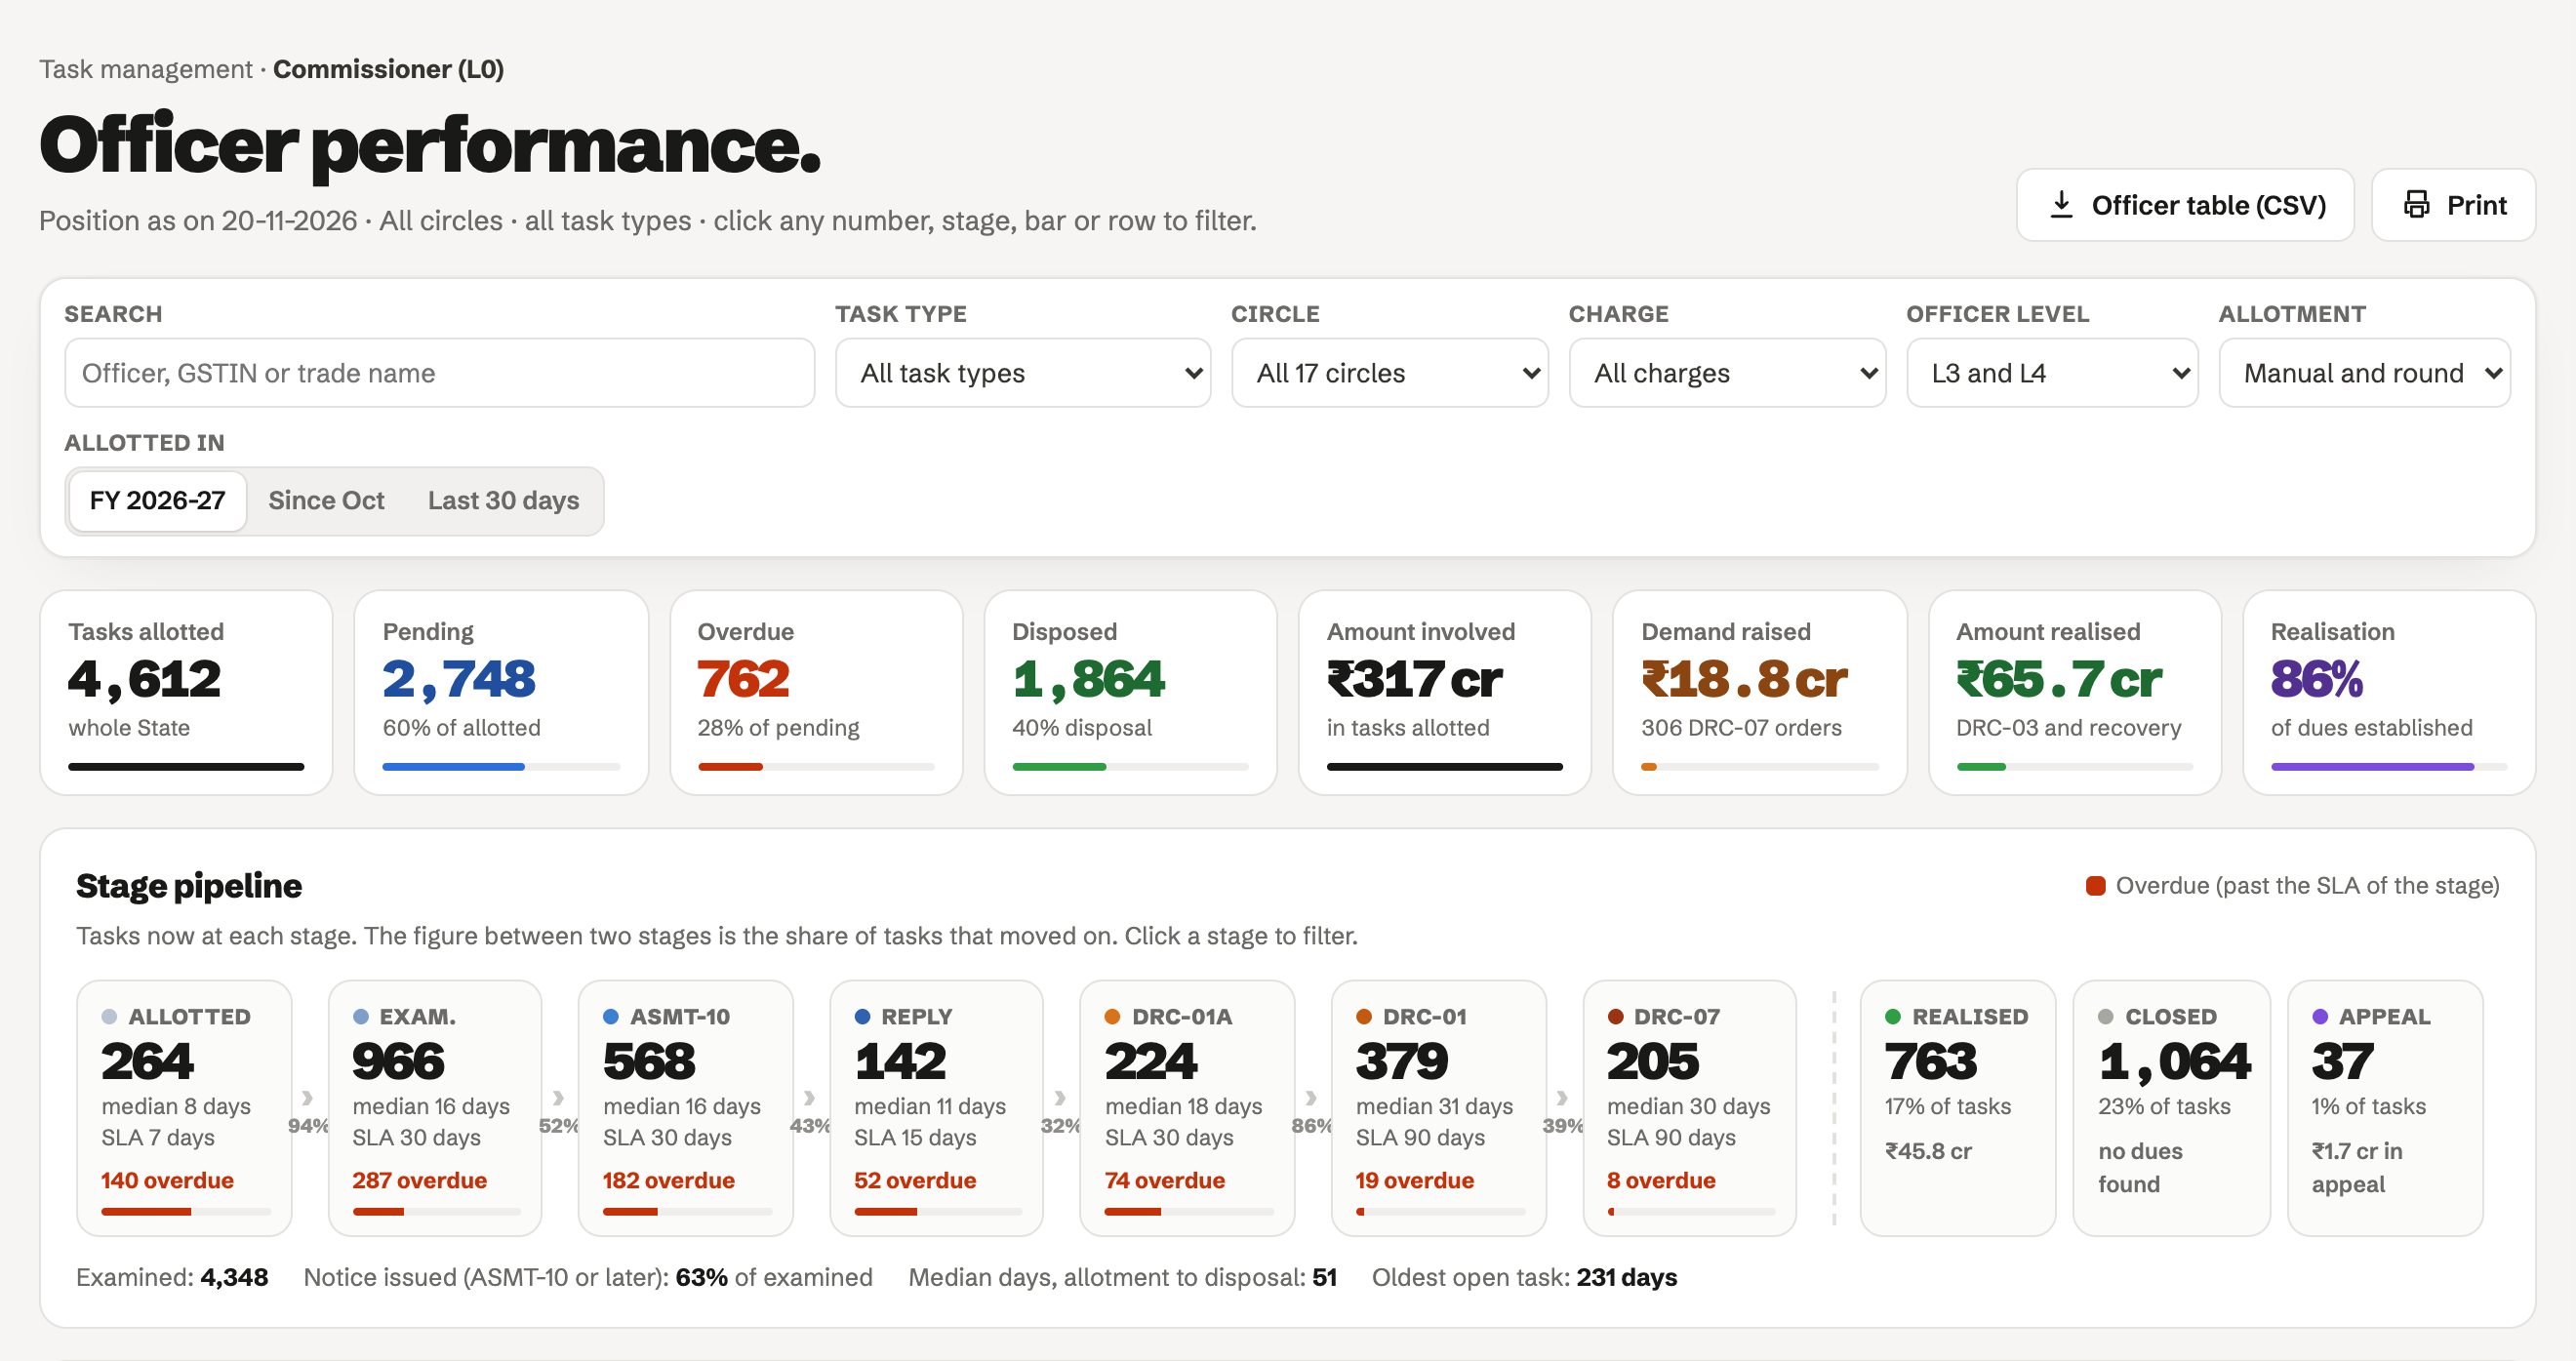 Task management · Commissioner (L0)
Officer performance.
Position as on 20-11-2026 · All circles · all task types · click any number, stage, bar or row to filter.
Officer table (CSV)
Print
SEARCH
Officer, GSTIN or trade name
TASK TYPE
All task types
CIRCLE
All 17 circles
CHARGE
All charges
OFFICER LEVEL
L3 and L4
ALLOTMENT
Manual and round
ALLOTTED IN
FY 2026-27
Since Oct
Last 30 days
Tasks allotted
4,612
whole State
Pending
2,748
60% of allotted
Overdue
762
28% of pending
Disposed
1,864
40% disposal
Amount involved
₹317 cr
in tasks allotted
Demand raised
₹18.8 cr
306 DRC-07 orders
Amount realised
₹65.7 cr
DRC-03 and recovery
Realisation
86%
of dues established
Stage pipeline
Overdue (past the SLA of the stage)
Tasks now at each stage. The figure between two stages is the share of tasks that moved on. Click a stage to filter.
ALLOTTED
264
median 8 days
SLA 7 days
140 overdue
› 94%
EXAM.
966
median 16 days
SLA 30 days
287 overdue
› 52%
ASMT-10
568
median 16 days
SLA 30 days
182 overdue
› 43%
REPLY
142
median 11 days
SLA 15 days
52 overdue
› 32%
DRC-01A
224
median 18 days
SLA 30 days
74 overdue
› 86%
DRC-01
379
median 31 days
SLA 90 days
19 overdue
› 39%
DRC-07
205
median 30 days
SLA 90 days
8 overdue
REALISED
763
17% of tasks
₹45.8 cr
CLOSED
1,064
23% of tasks
no dues
found
APPEAL
37
1% of tasks
₹1.7 cr in
appeal
Examined: 4,348
Notice issued (ASMT-10 or later): 63% of examined
Median days, allotment to disposal: 51
Oldest open task: 231 days